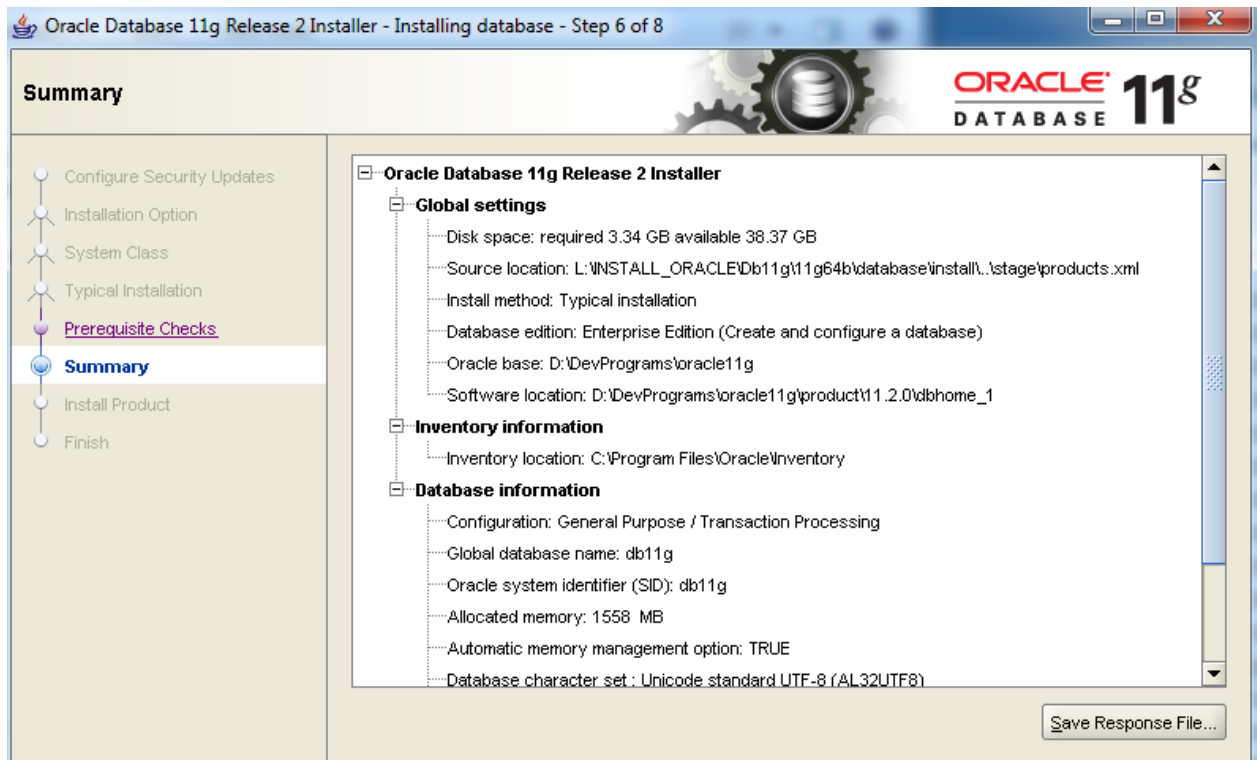 Oracle Database 11g Release 2 Installer - Installing database - Step 6 of 8
Summary
ORACLE DATABASE 11g
Configure Security Updates
Installation Option
System Class
Typical Installation
Prerequisite Checks
Summary
Install Product
Finish
Oracle Database 11g Release 2 Installer
Global settings
Disk space: required 3.34 GB available 38.37 GB
Source location: L:\INSTALL_ORACLE\Db11g\11g64b\database\install\..\stage\products.xml
Install method: Typical installation
Database edition: Enterprise Edition (Create and configure a database)
Oracle base: D:\DevPrograms\oracle11g
Software location: D:\DevPrograms\oracle11g\product\11.2.0\dbhome_1
Inventory information
Inventory location: C:\Program Files\Oracle\Inventory
Database information
Configuration: General Purpose / Transaction Processing
Global database name: db11g
Oracle system identifier (SID): db11g
Allocated memory: 1558 MB
Automatic memory management option: TRUE
Database character set : Unicode standard UTF-8 (AL32UTF8)
Save Response File...